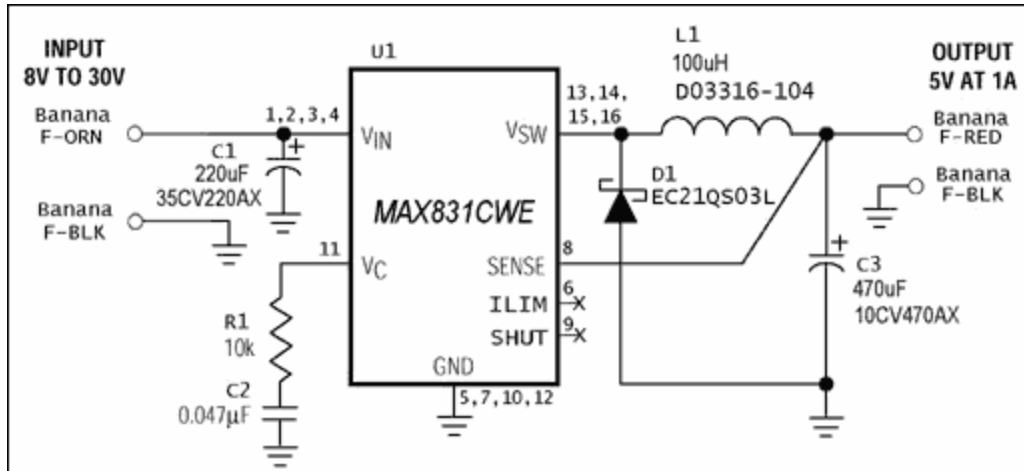 INPUT
8V TO 30V
Banana
F-ORN
Banana
F-BLK
1,2,3,4
C1
+
220uF
35CV220AX
11
R1
10k
C2
0.047µF
U1
VIN
VSW
MAX831CWE
VC
SENSE
ILIM
SHUT
GND
5,7,10,12
13,14,
15,16
8
6
9
L1
100uH
D03316-104
D1
EC21QS03L
+
C3
470uF
10CV470AX
OUTPUT
5V AT 1A
Banana
F-RED
Banana
F-BLK